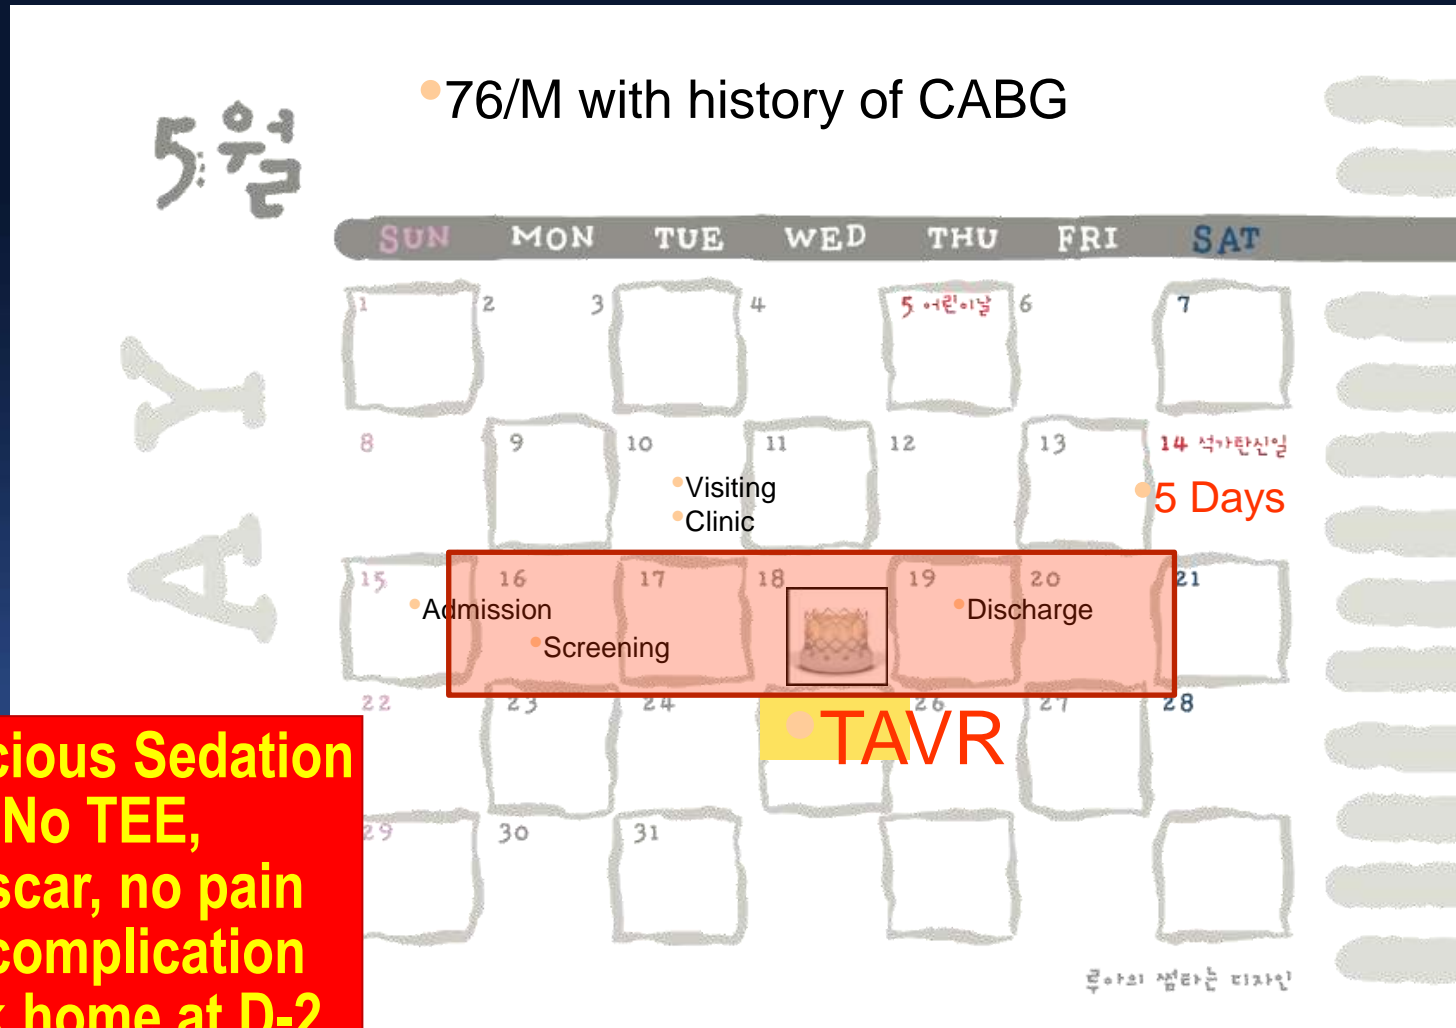 76/M with history of CABG
5월
MAY
SUN MON TUE WED THU FRI SAT
1 2 3 4 5 어린이날 6 7
8 9 10 11 12 13 14 석가탄신일
Visiting
Clinic
5 Days
15 16 17 18 19 20 21
Admission
Discharge
Screening
22 23 24 26 27 28
TAVR
cious Sedation
No TEE,
scar, no pain
complication
home at D-2
29 30 31
루아의 쌤타는 디자인